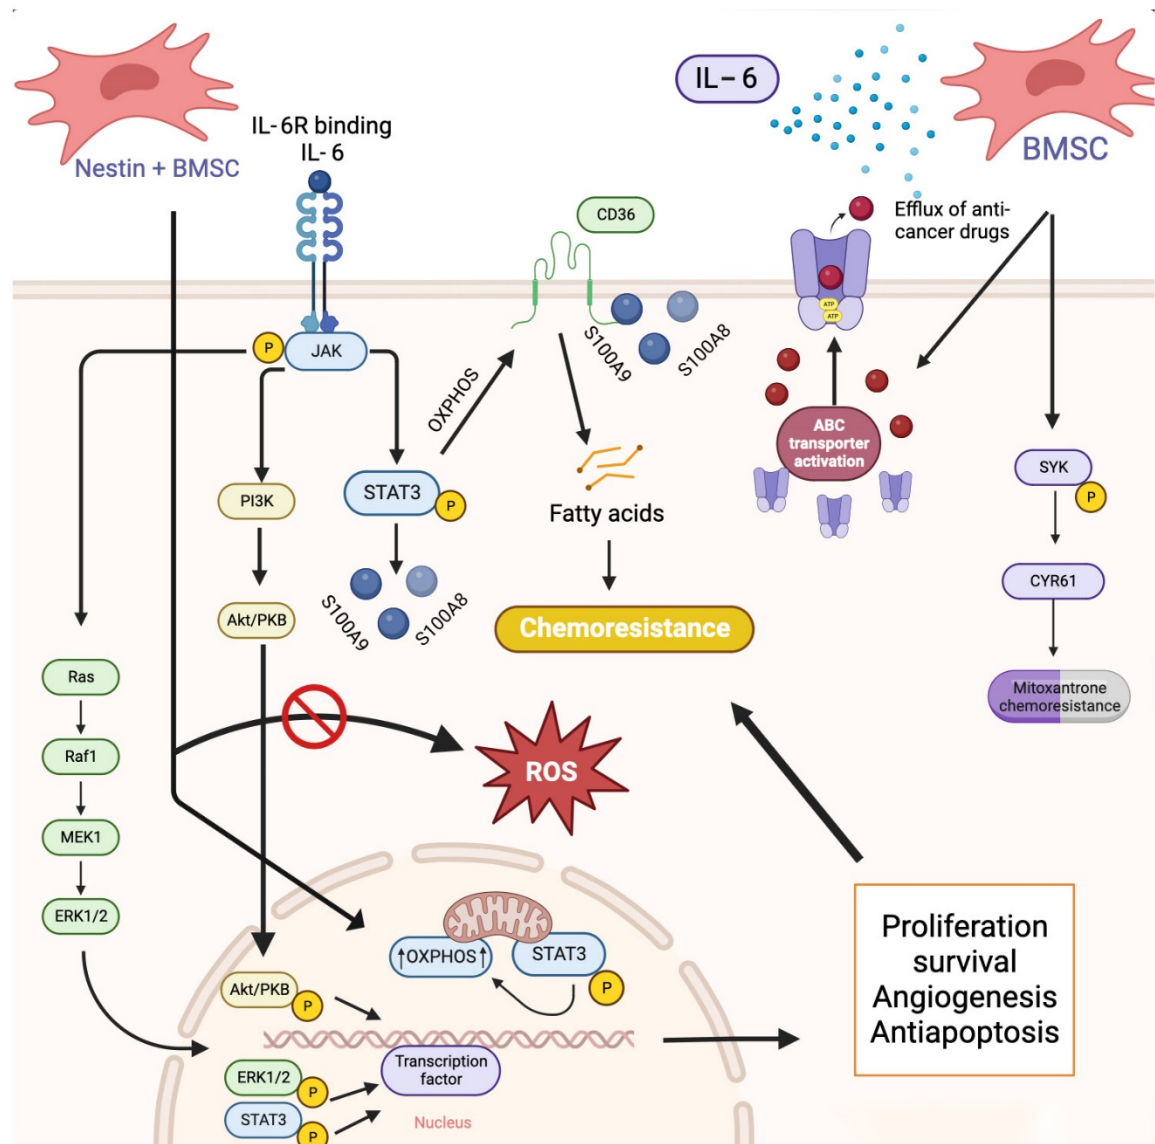 IL-6
IL-6R binding
IL-6
Nestin + BMSC
BMSC
CD36
Efflux of anti-
cancer drugs
ATP
ATP
S100A9
S100A8
P
JAK
OXPHOS
ABC
transporter
activation
SYK
P
PI3K
STAT3
P
Fatty acids
CYR61
S100A9
S100A8
Akt/PKB
Chemoresistance
Ras
Mitoxantrone
chemoresistance
Raf1
ROS
MEK1
ERK1/2
Proliferation
survival
Angiogenesis
Antiapoptosis
↑OXPHOS↑
STAT3
P
Akt/PKB
P
Transcription
factor
ERK1/2
P
STAT3
P
Nucleus